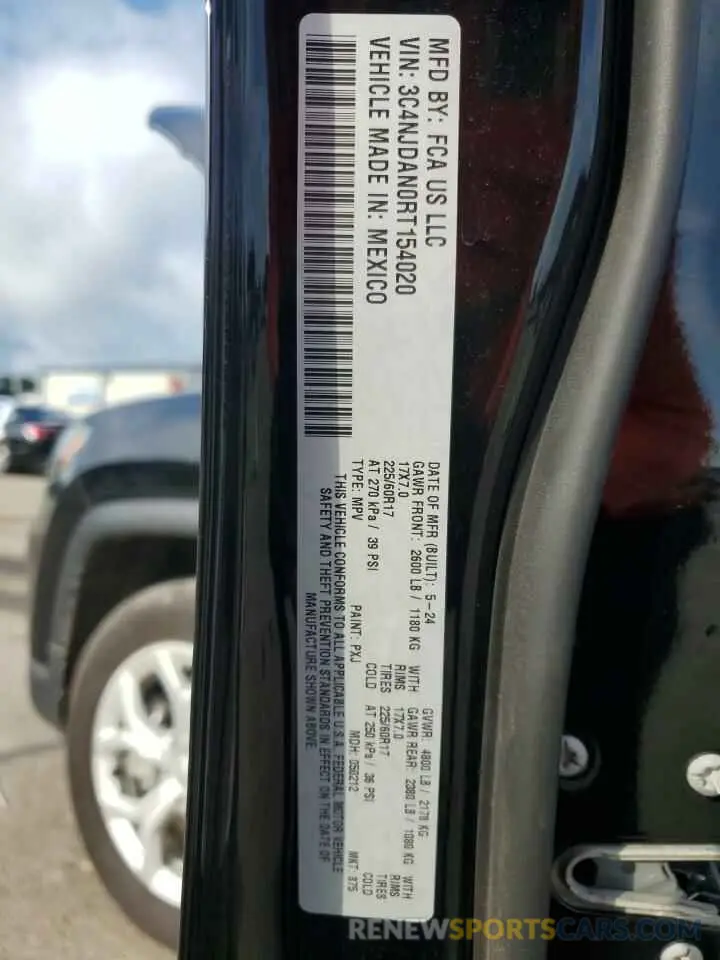 MFD BY: FCA US LLC
VIN: 3C4NJDAN0RT154020
VEHICLE MADE IN: MEXICO
DATE OF MFR (BUILT): 5-24 GVWR: 4800 LB / 2178 KG
GAWR FRONT: 2600 LB / 1180 KG WITH GAWR REAR: 2380 LB / 1080 KG WITH
17X7.0 RIMS 17X7.0 RIMS
225/60R17 TIRES 225/60R17 TIRES
AT 270 kPa / 39 PSI COLD AT 250 kPa / 36 PSI COLD
TYPE: MPV PAINT: PXJ MDH: 050212 MKT: 975
THIS VEHICLE CONFORMS TO ALL APPLICABLE U.S.A. FEDERAL MOTOR VEHICLE
SAFETY AND THEFT PREVENTION STANDARDS IN EFFECT ON THE DATE OF
MANUFACTURE SHOWN ABOVE
RENEWSPORTSCARS.COM